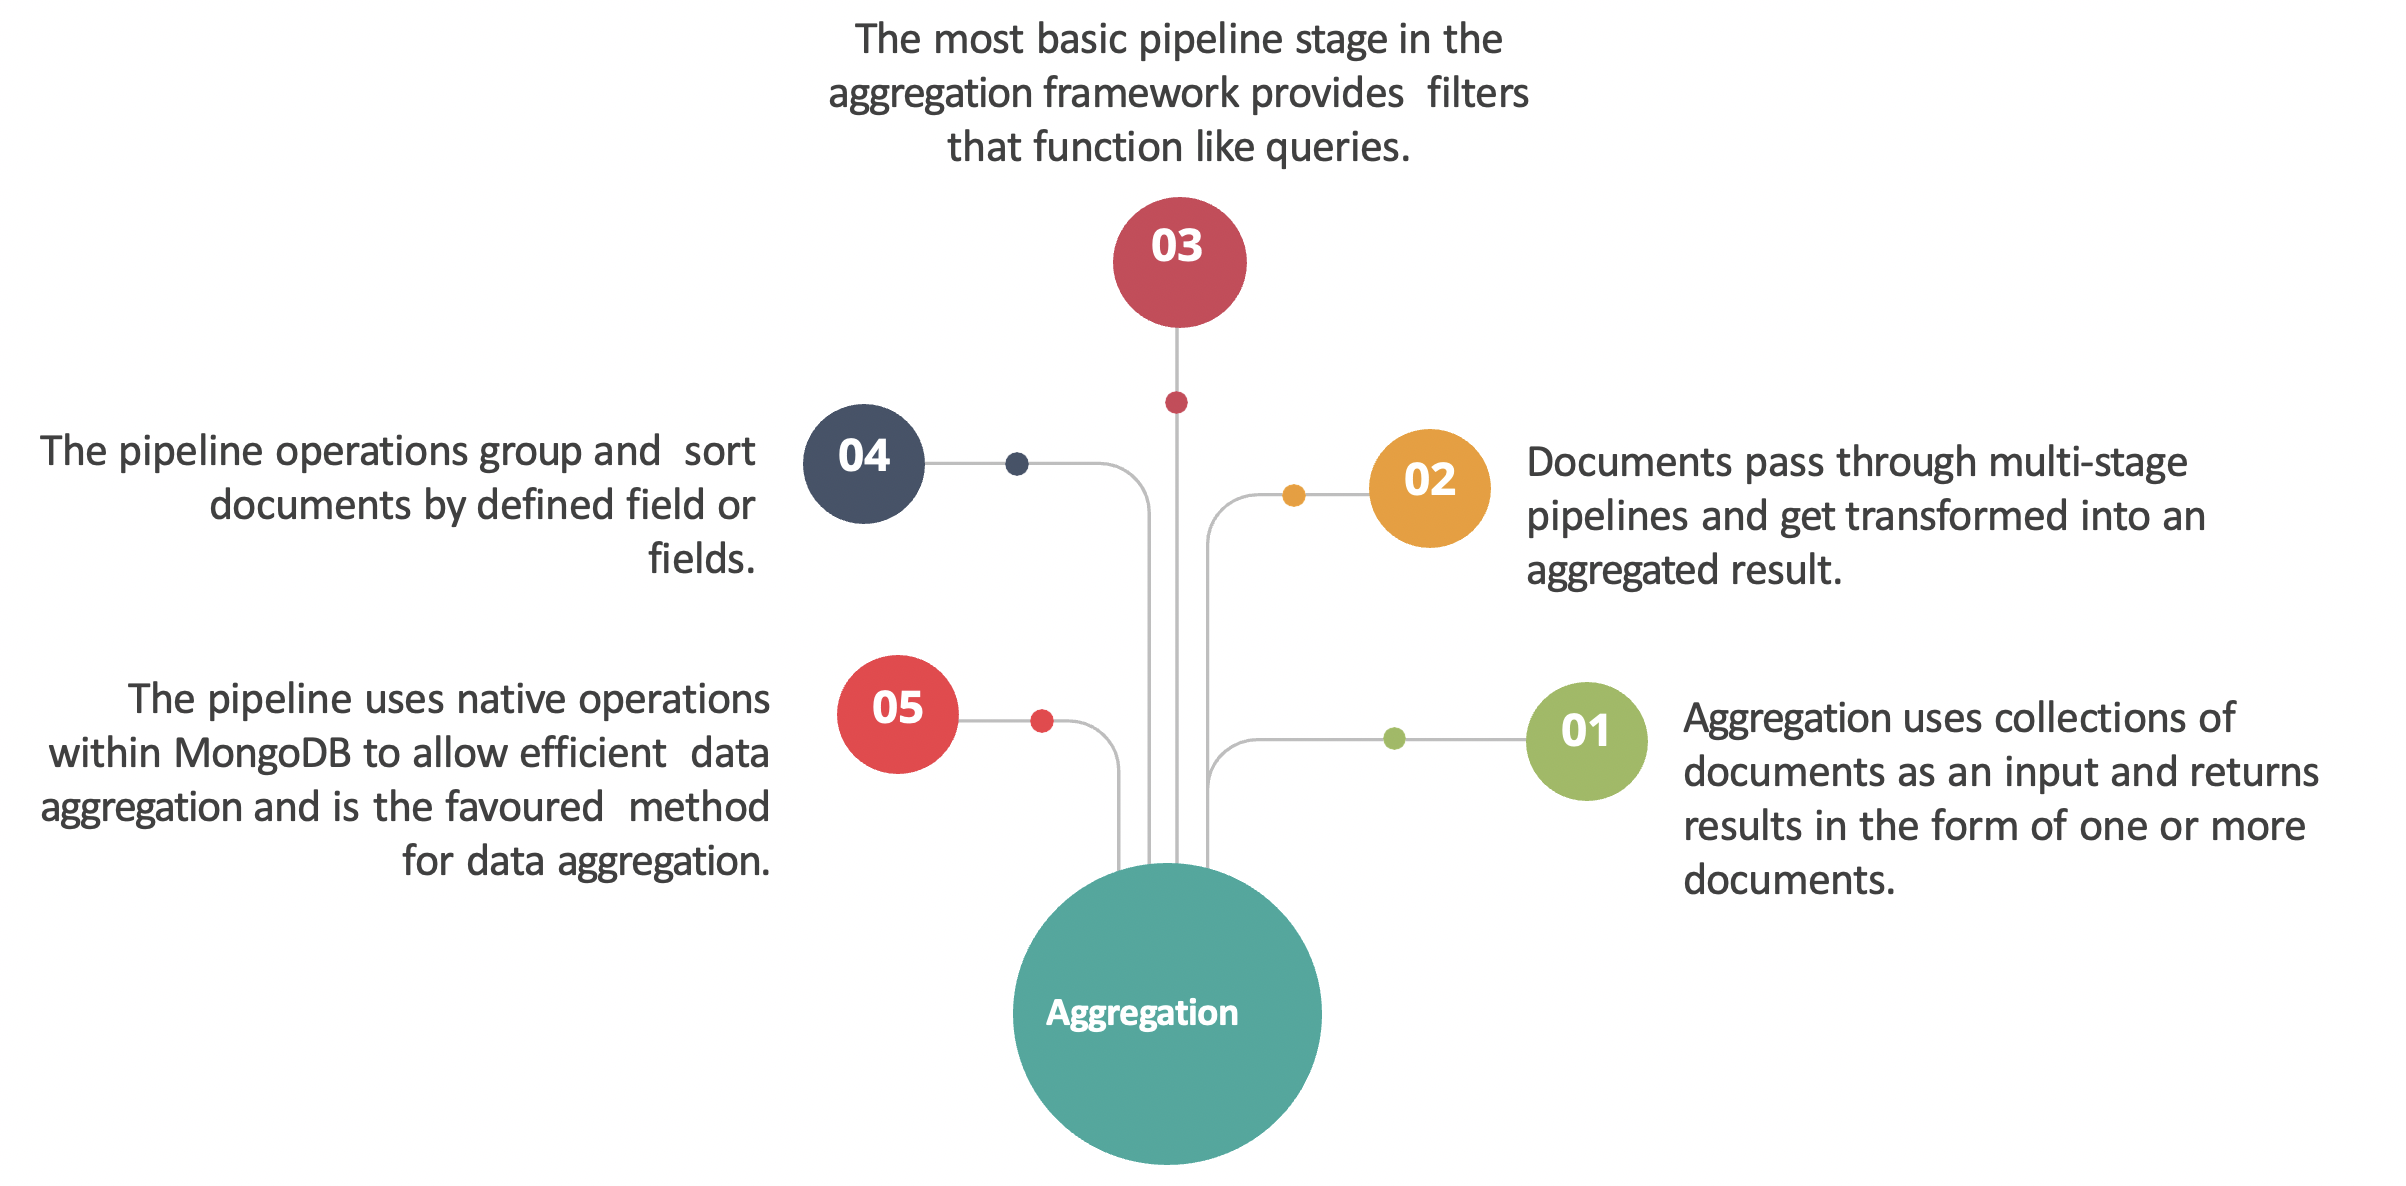 The most basic pipeline stage in the
aggregation framework provides filters
that function like queries.
03
04
The pipeline operations group and sort
documents by defined field or
fields.
02
Documents pass through multi-stage
pipelines and get transformed into an
aggregated result.
05
The pipeline uses native operations
within MongoDB to allow efficient data
aggregation and is the favoured method
for data aggregation.
01
Aggregation uses collections of
documents as an input and returns
results in the form of one or more
documents.
Aggregation